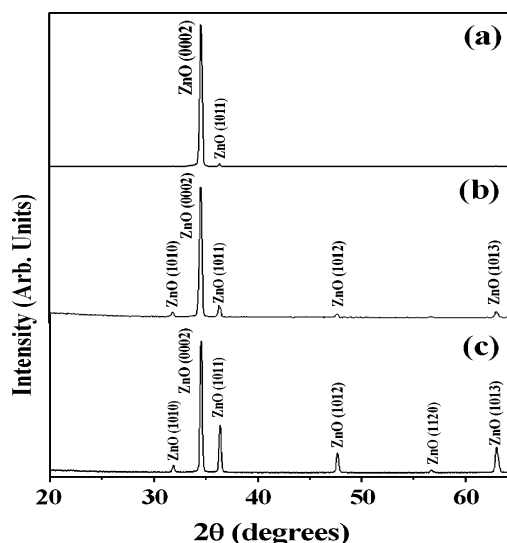 (a)
ZnO (0002)
ZnO (1011)
(b)
ZnO (1010)
ZnO (0002)
ZnO (1011)
ZnO (1012)
ZnO (1013)
(c)
ZnO (1010)
ZnO (0002)
ZnO (1011)
ZnO (1012)
ZnO (1120)
ZnO (1013)
Intensity (Arb. Units)
20 30 40 50 60
2θ (degrees)